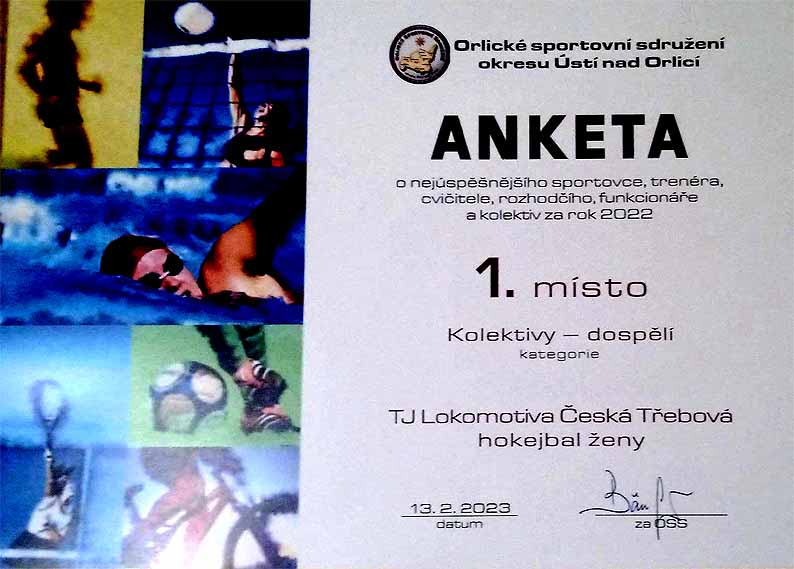 Orlické sportovní sdružení
okresu Ústí nad Orlicí
ANKETA
o nejúspěšnějšího sportovce, trenéra,
cvičitele, rozhodčího, funkcionáře
a kolektiv za rok 2022
1. místo
Kolektivy – dospělí
kategorie
TJ Lokomotiva Česká Třebová
hokejbal ženy
13. 2. 2023
datum
za OSS